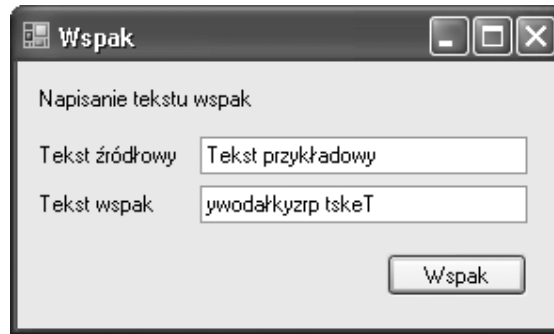 Wspak
Napisanie tekstu wspak
Tekst źródłowy Tekst przykładowy
Tekst wspak ywodałkyzrp tskeT
Wspak